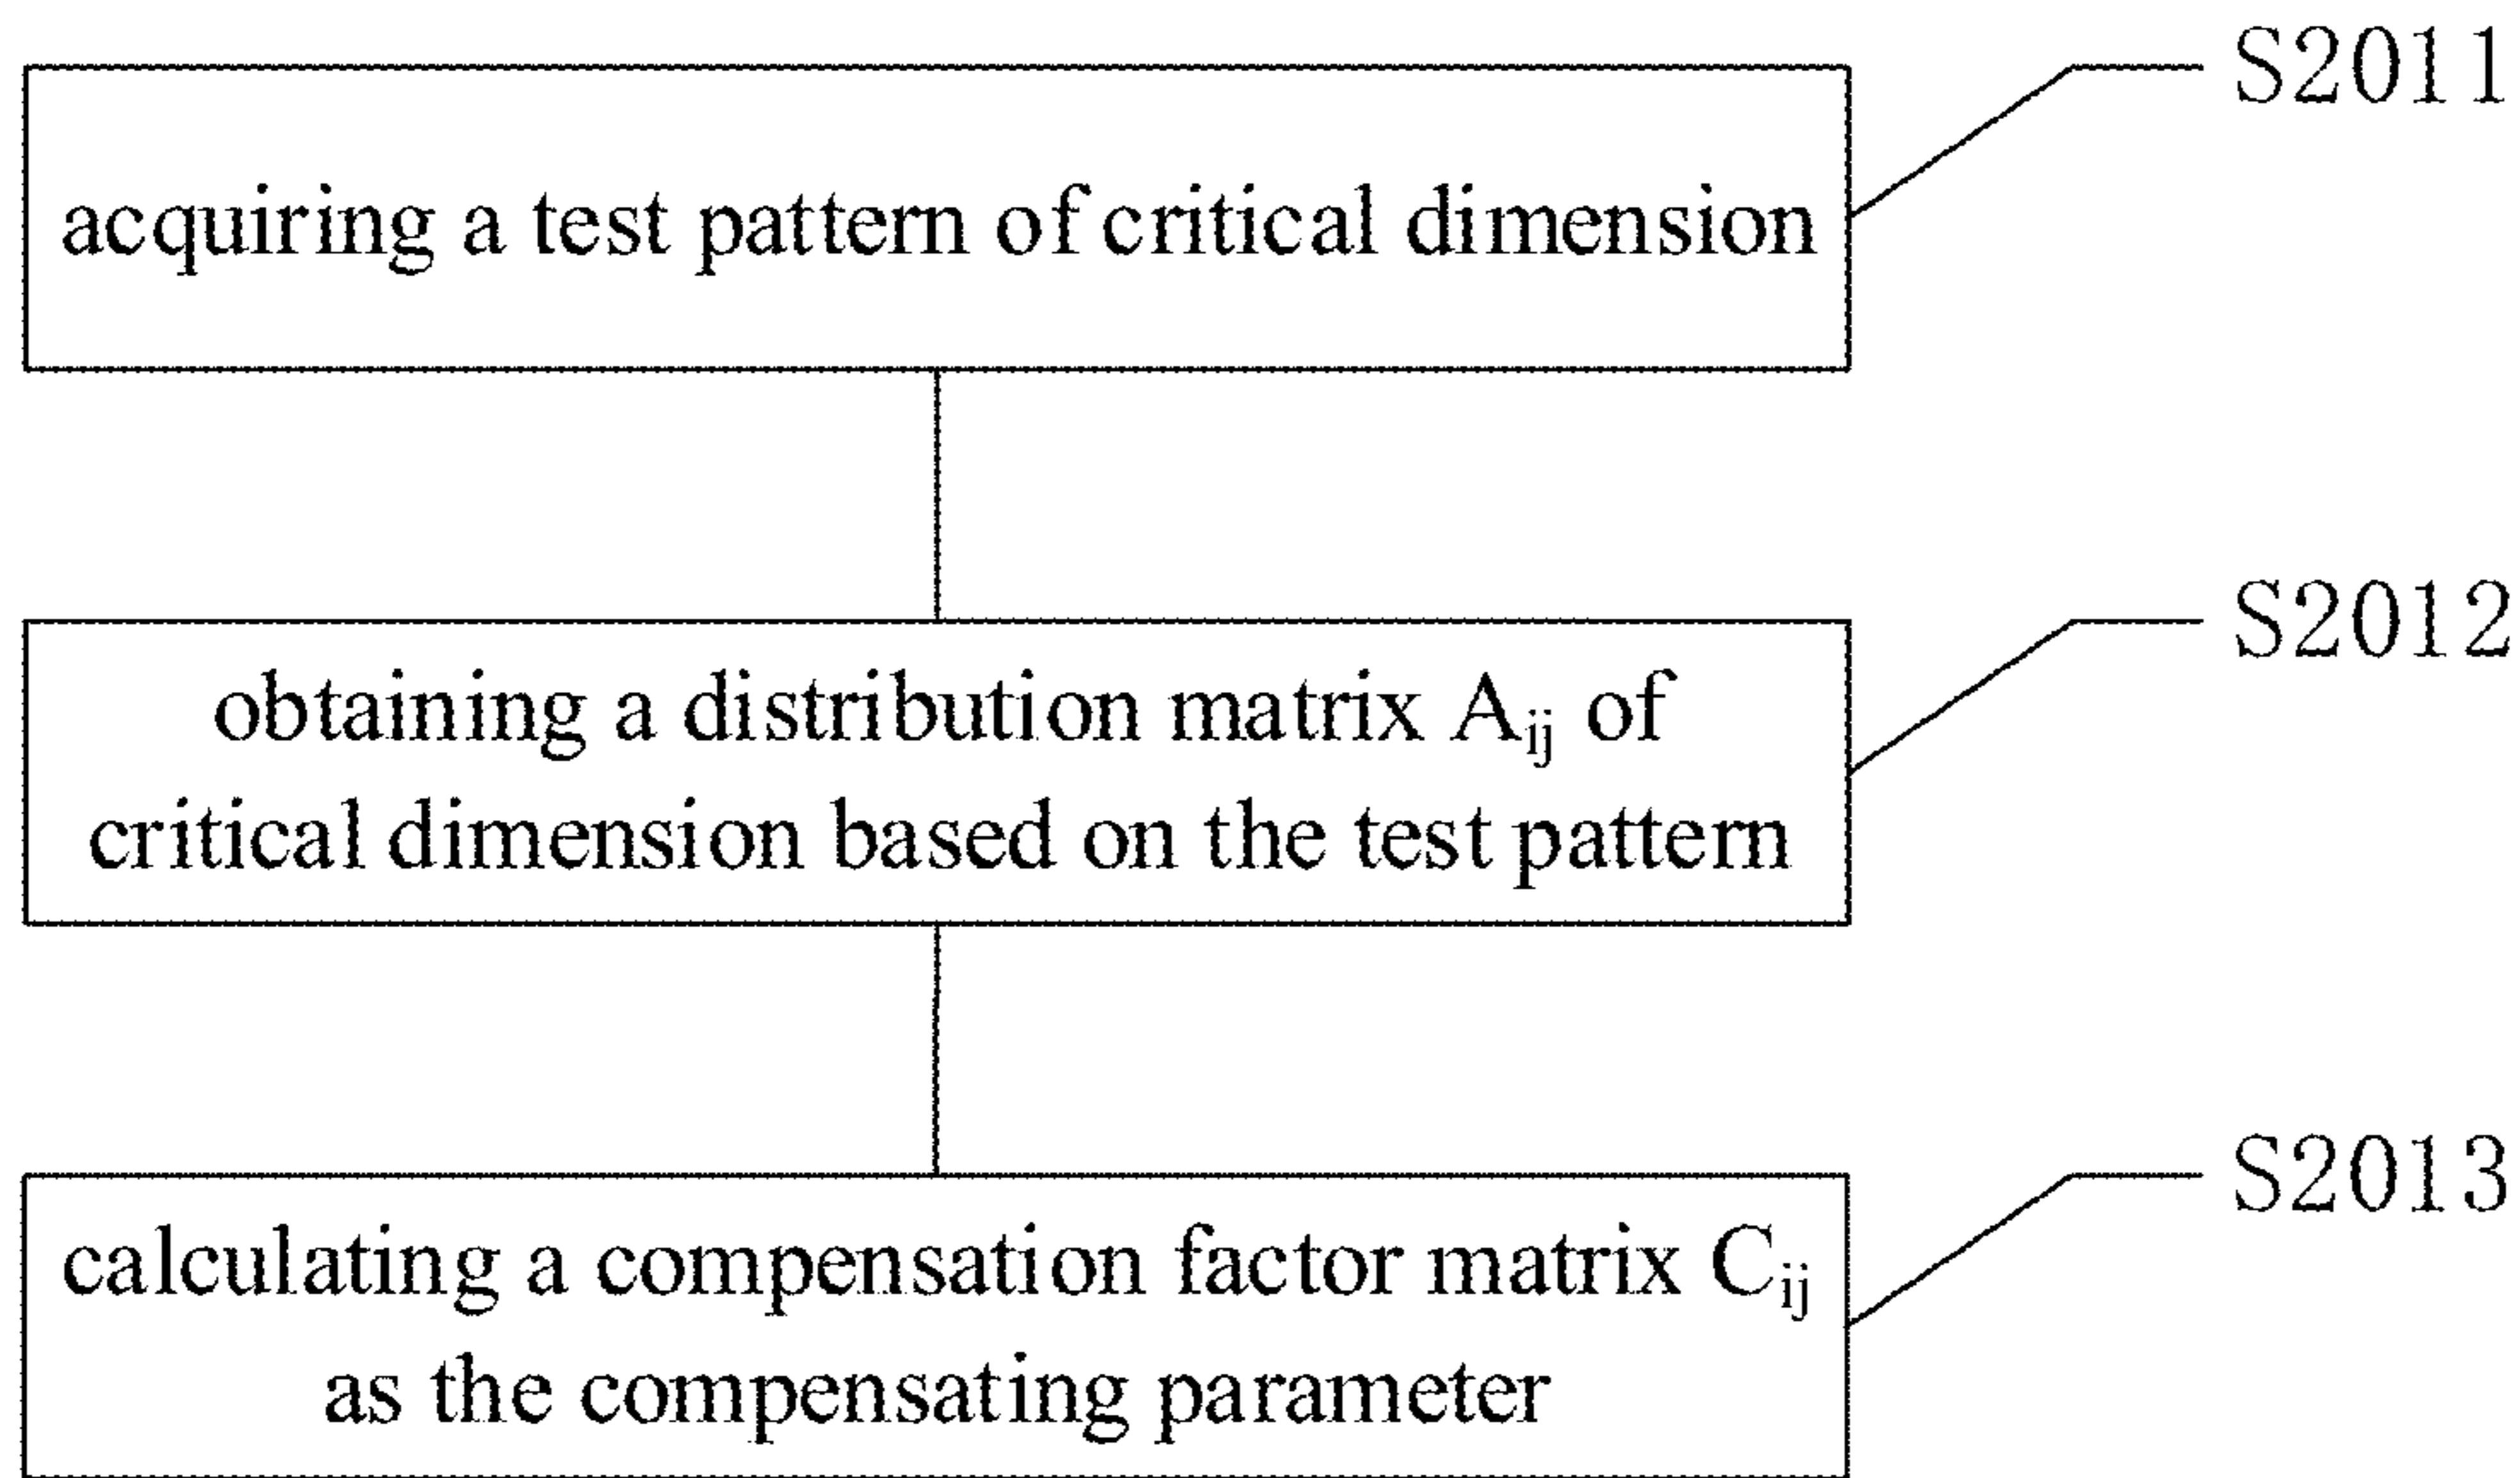 S2011
acquiring a test pattern of critical dimension
S2012
obtaining a distribution matrix Aij of
critical dimension based on the test pattern
S2013
calculating a compensation factor matrix Cij
as the compensating parameter